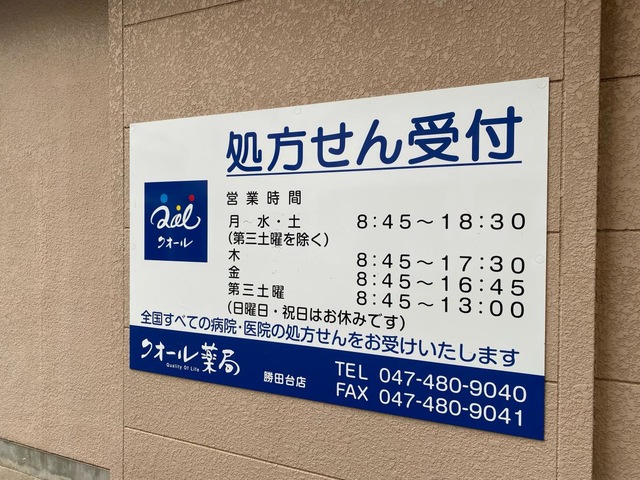 処方せん受付
Qol
クオール
営業時間
月~水・土 8:45~18:30
(第三土曜を除く)
木 8:45~17:30
金 8:45~16:45
第三土曜 8:45~13:00
(日曜日・祝日はお休みです)
全国すべての病院・医院の処方せんをお受けいたします
クオール薬局
Quality Of Life
勝田台店
TEL 047-480-9040
FAX 047-480-9041